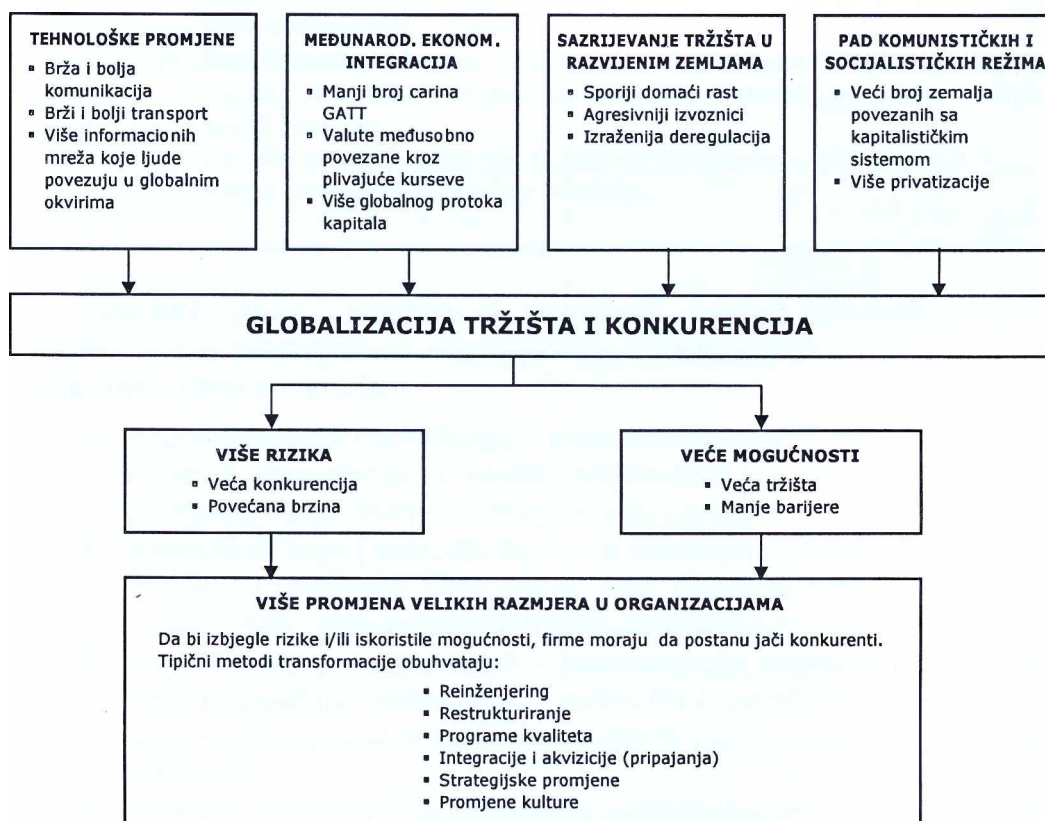 TEHNOLOŠKE PROMJENE
▪ Brža i bolja
komunikacija
▪ Brži i bolji transport
▪ Više informacionih
mreža koje ljude
povezuju u globalnim
okvirima
MEĐUNAROD. EKONOM.
INTEGRACIJA
▪ Manji broj carina
GATT
▪ Valute međusobno
povezane kroz
plivajuće kurseve
▪ Više globalnog protoka
kapitala
SAZRIJEVANJE TRŽIŠTA U
RAZVIJENIM ZEMLJAMA
▪ Sporiji domaći rast
▪ Agresivniji izvoznici
▪ Izraženija deregulacija
PAD KOMUNISTIČKIH I
SOCIJALISTIČKIH REŽIMA
▪ Veći broj zemalja
povezanih sa
kapitalističkim
sistemom
▪ Više privatizacije
GLOBALIZACIJA TRŽIŠTA I KONKURENCIJA
VIŠE RIZIKA
▪ Veća konkurencija
▪ Povećana brzina
VEĆE MOGUĆNOSTI
▪ Veća tržišta
▪ Manje barijere
VIŠE PROMJENA VELIKIH RAZMJERA U ORGANIZACIJAMA
Da bi izbjegle rizike i/ili iskoristile mogućnosti, firme moraju da postanu jači konkurenti.
Tipični metodi transformacije obuhvataju:
▪ Reinženjering
▪ Restrukturiranje
▪ Programe kvaliteta
▪ Integracije i akvizicije (pripajanja)
▪ Strategijske promjene
▪ Promjene kulture